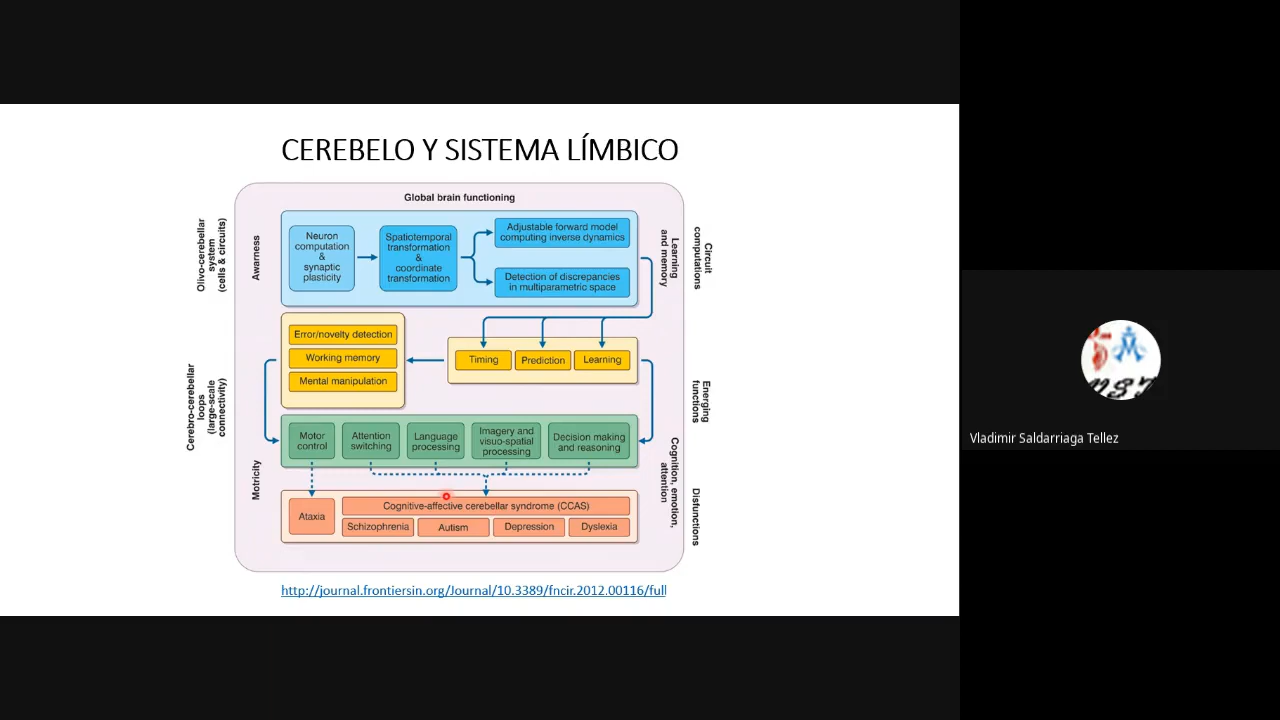 CEREBELO Y SISTEMA LÍMBICO
Global brain functioning
Olivo-cerebellar
system
(cells & circuits)
Awarness
Neuron
computation
&
synaptic
plasticity
Spatiotemporal
transformation
&
coordinate
transformation
Adjustable forward model
computing inverse dynamics
Detection of discrepancies
in multiparametric space
Learning
and memory
Circuit
computations
Error/novelty detection
Working memory
Mental manipulation
Timing
Prediction
Learning
Cerebro-cerebellar
loops
(large-scale
connectivity)
Energing
functions
Motor
control
Attention
switching
Language
processing
Imagery and
visuo-spatial
processing
Decision making
and reasoning
Motricity
Cognition, emotion,
attention
Disfunctions
Ataxia
Cognitive-affective cerebellar syndrome (CCAS)
Schizophrenia
Autism
Depression
Dyslexia
http://journal.frontiersin.org/Journal/10.3389/fncir.2012.00116/full
Vladimir Saldarriaga Tellez